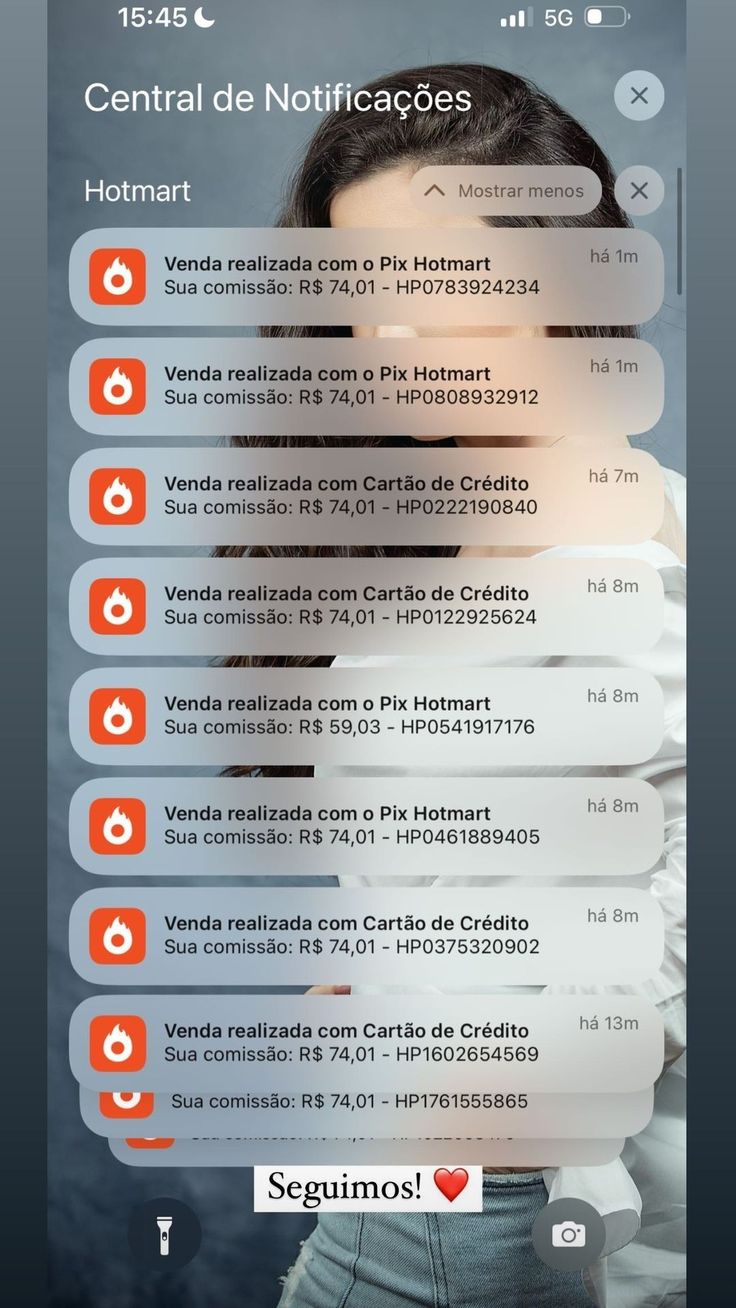 15:45
5G
Central de Notificações
Hotmart
Mostrar menos
Venda realizada com o Pix Hotmart
há 1m
Sua comissão: R$ 74,01 - HP0783924234
Venda realizada com o Pix Hotmart
há 1m
Sua comissão: R$ 74,01 - HP0808932912
Venda realizada com Cartão de Crédito
há 7m
Sua comissão: R$ 74,01 - HP0222190840
Venda realizada com Cartão de Crédito
há 8m
Sua comissão: R$ 74,01 - HP0122925624
Venda realizada com o Pix Hotmart
há 8m
Sua comissão: R$ 59,03 - HP0541917176
Venda realizada com o Pix Hotmart
há 8m
Sua comissão: R$ 74,01 - HP0461889405
Venda realizada com Cartão de Crédito
há 8m
Sua comissão: R$ 74,01 - HP0375320902
Venda realizada com Cartão de Crédito
há 13m
Sua comissão: R$ 74,01 - HP1602654569
Sua comissão: R$ 74,01 - HP1761555865
Seguimos! ❤️